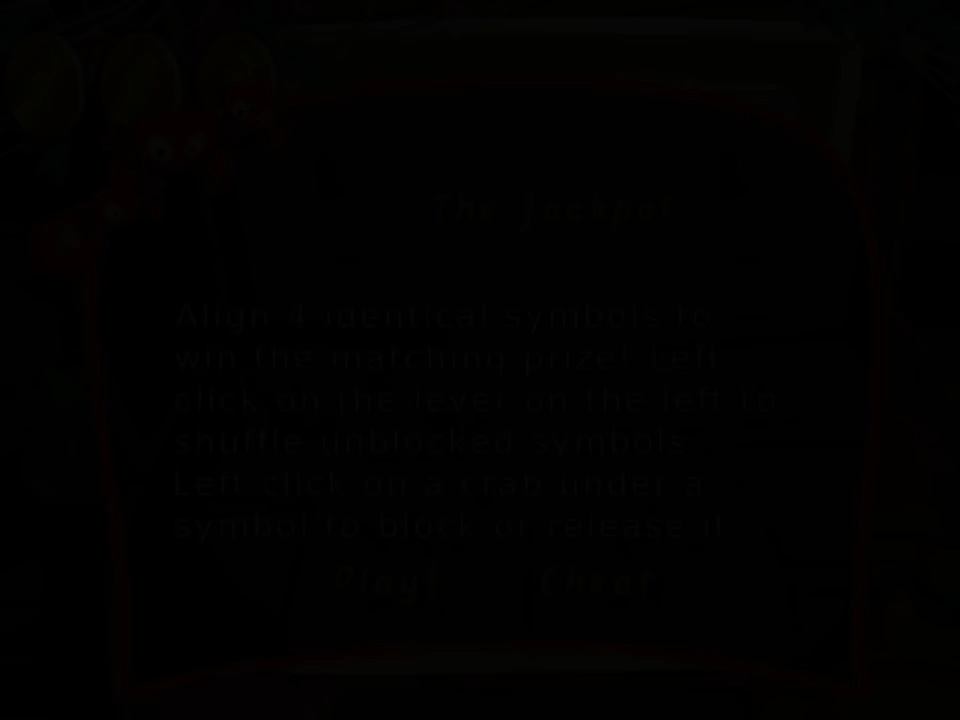 The Jackpot
Align 4 identical symbols to
win the matching prize! Left
click on the lever on the left to
shuffle unblocked symbols.
Left click on a crab under a
symbol to block or release it
Play! Cheat